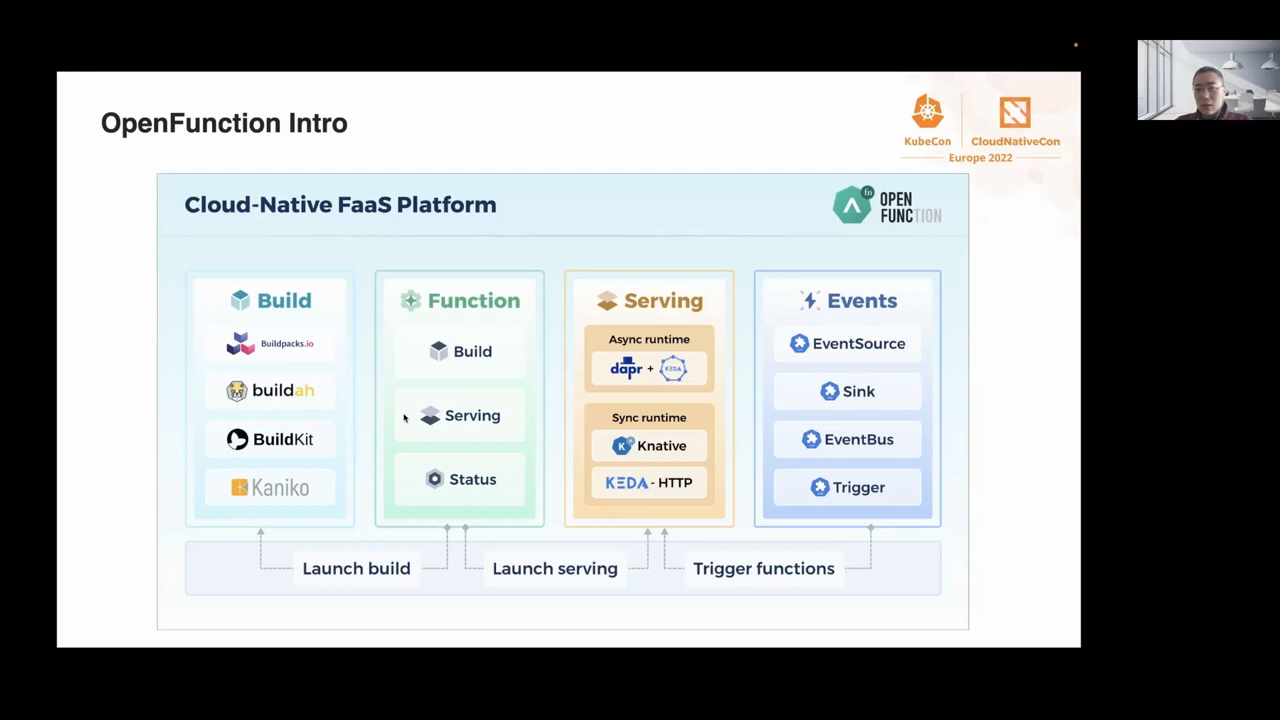 OpenFunction Intro
KubeCon
CloudNativeCon
Europe 2022
Cloud-Native FaaS Platform
fn
OPEN
FUNCTION
Build
Buildpacks.io
buildah
BuildKit
Kaniko
Function
Build
Serving
Status
Serving
Async runtime
dapr + KEDA
Sync runtime
Knative
KEDA - HTTP
Events
EventSource
Sink
EventBus
Trigger
Launch build
Launch serving
Trigger functions